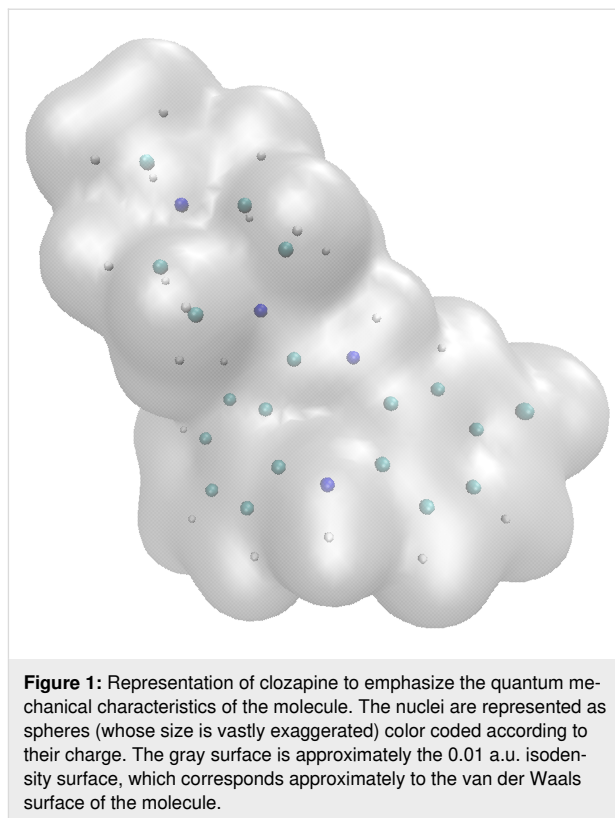 Figure 1: Representation of clozapine to emphasize the quantum me-
chanical characteristics of the molecule. The nuclei are represented as
spheres (whose size is vastly exaggerated) color coded according to
their charge. The gray surface is approximately the 0.01 a.u. isoden-
sity surface, which corresponds approximately to the van der Waals
surface of the molecule.